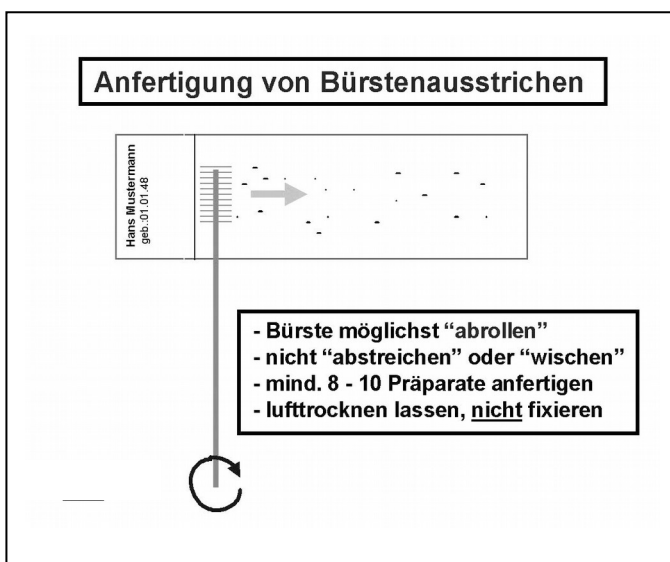 Anfertigung von Bürstenausstrichen
Hans Mustermann
geb.:01.01.48
- Bürste möglichst “abrollen”
- nicht “abstreichen” oder “wischen”
- mind. 8 - 10 Präparate anfertigen
- lufttrocknen lassen, nicht fixieren